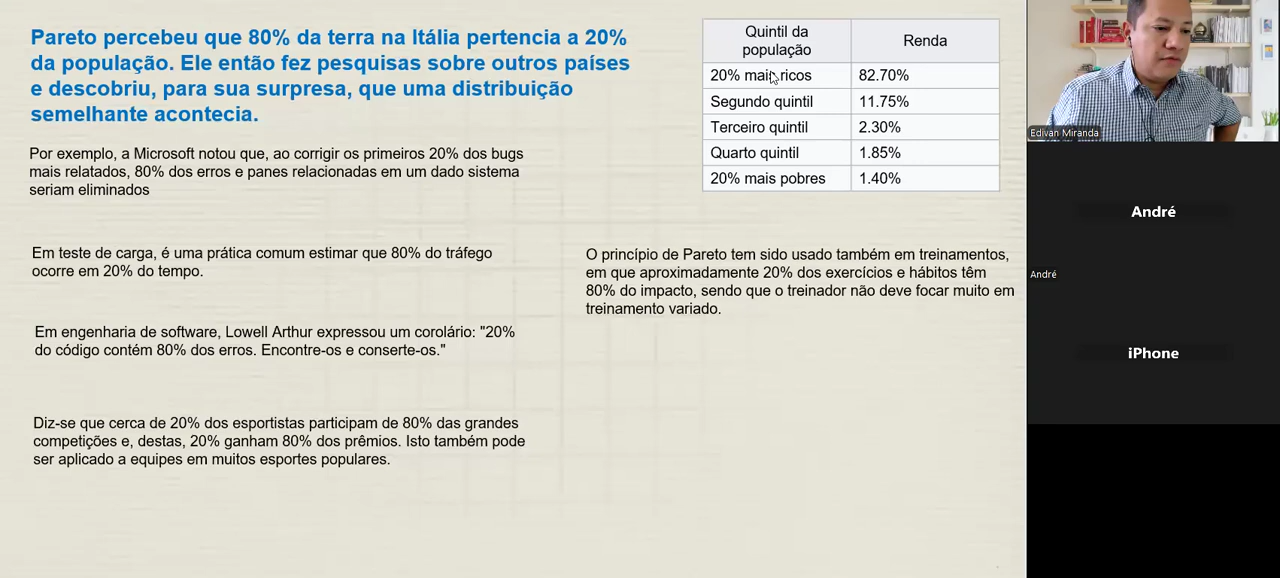 Pareto percebeu que 80% da terra na Itália pertencia a 20%
da população. Ele então fez pesquisas sobre outros países
e descobriu, para sua surpresa, que uma distribuição
semelhante acontecia.
Por exemplo, a Microsoft notou que, ao corrigir os primeiros 20% dos bugs
mais relatados, 80% dos erros e panes relacionadas em um dado sistema
seriam eliminados
Em teste de carga, é uma prática comum estimar que 80% do tráfego
ocorre em 20% do tempo.
Em engenharia de software, Lowell Arthur expressou um corolário: "20%
do código contém 80% dos erros. Encontre-os e conserte-os."
Diz-se que cerca de 20% dos esportistas participam de 80% das grandes
competições e, destas, 20% ganham 80% dos prêmios. Isto também pode
ser aplicado a equipes em muitos esportes populares.
Quintil da
população
Renda
20% mais ricos 82.70%
Segundo quintil 11.75%
Terceiro quintil 2.30%
Quarto quintil 1.85%
20% mais pobres 1.40%
O princípio de Pareto tem sido usado também em treinamentos,
em que aproximadamente 20% dos exercícios e hábitos têm
80% do impacto, sendo que o treinador não deve focar muito em
treinamento variado.
Edivan Miranda
André
André
iPhone